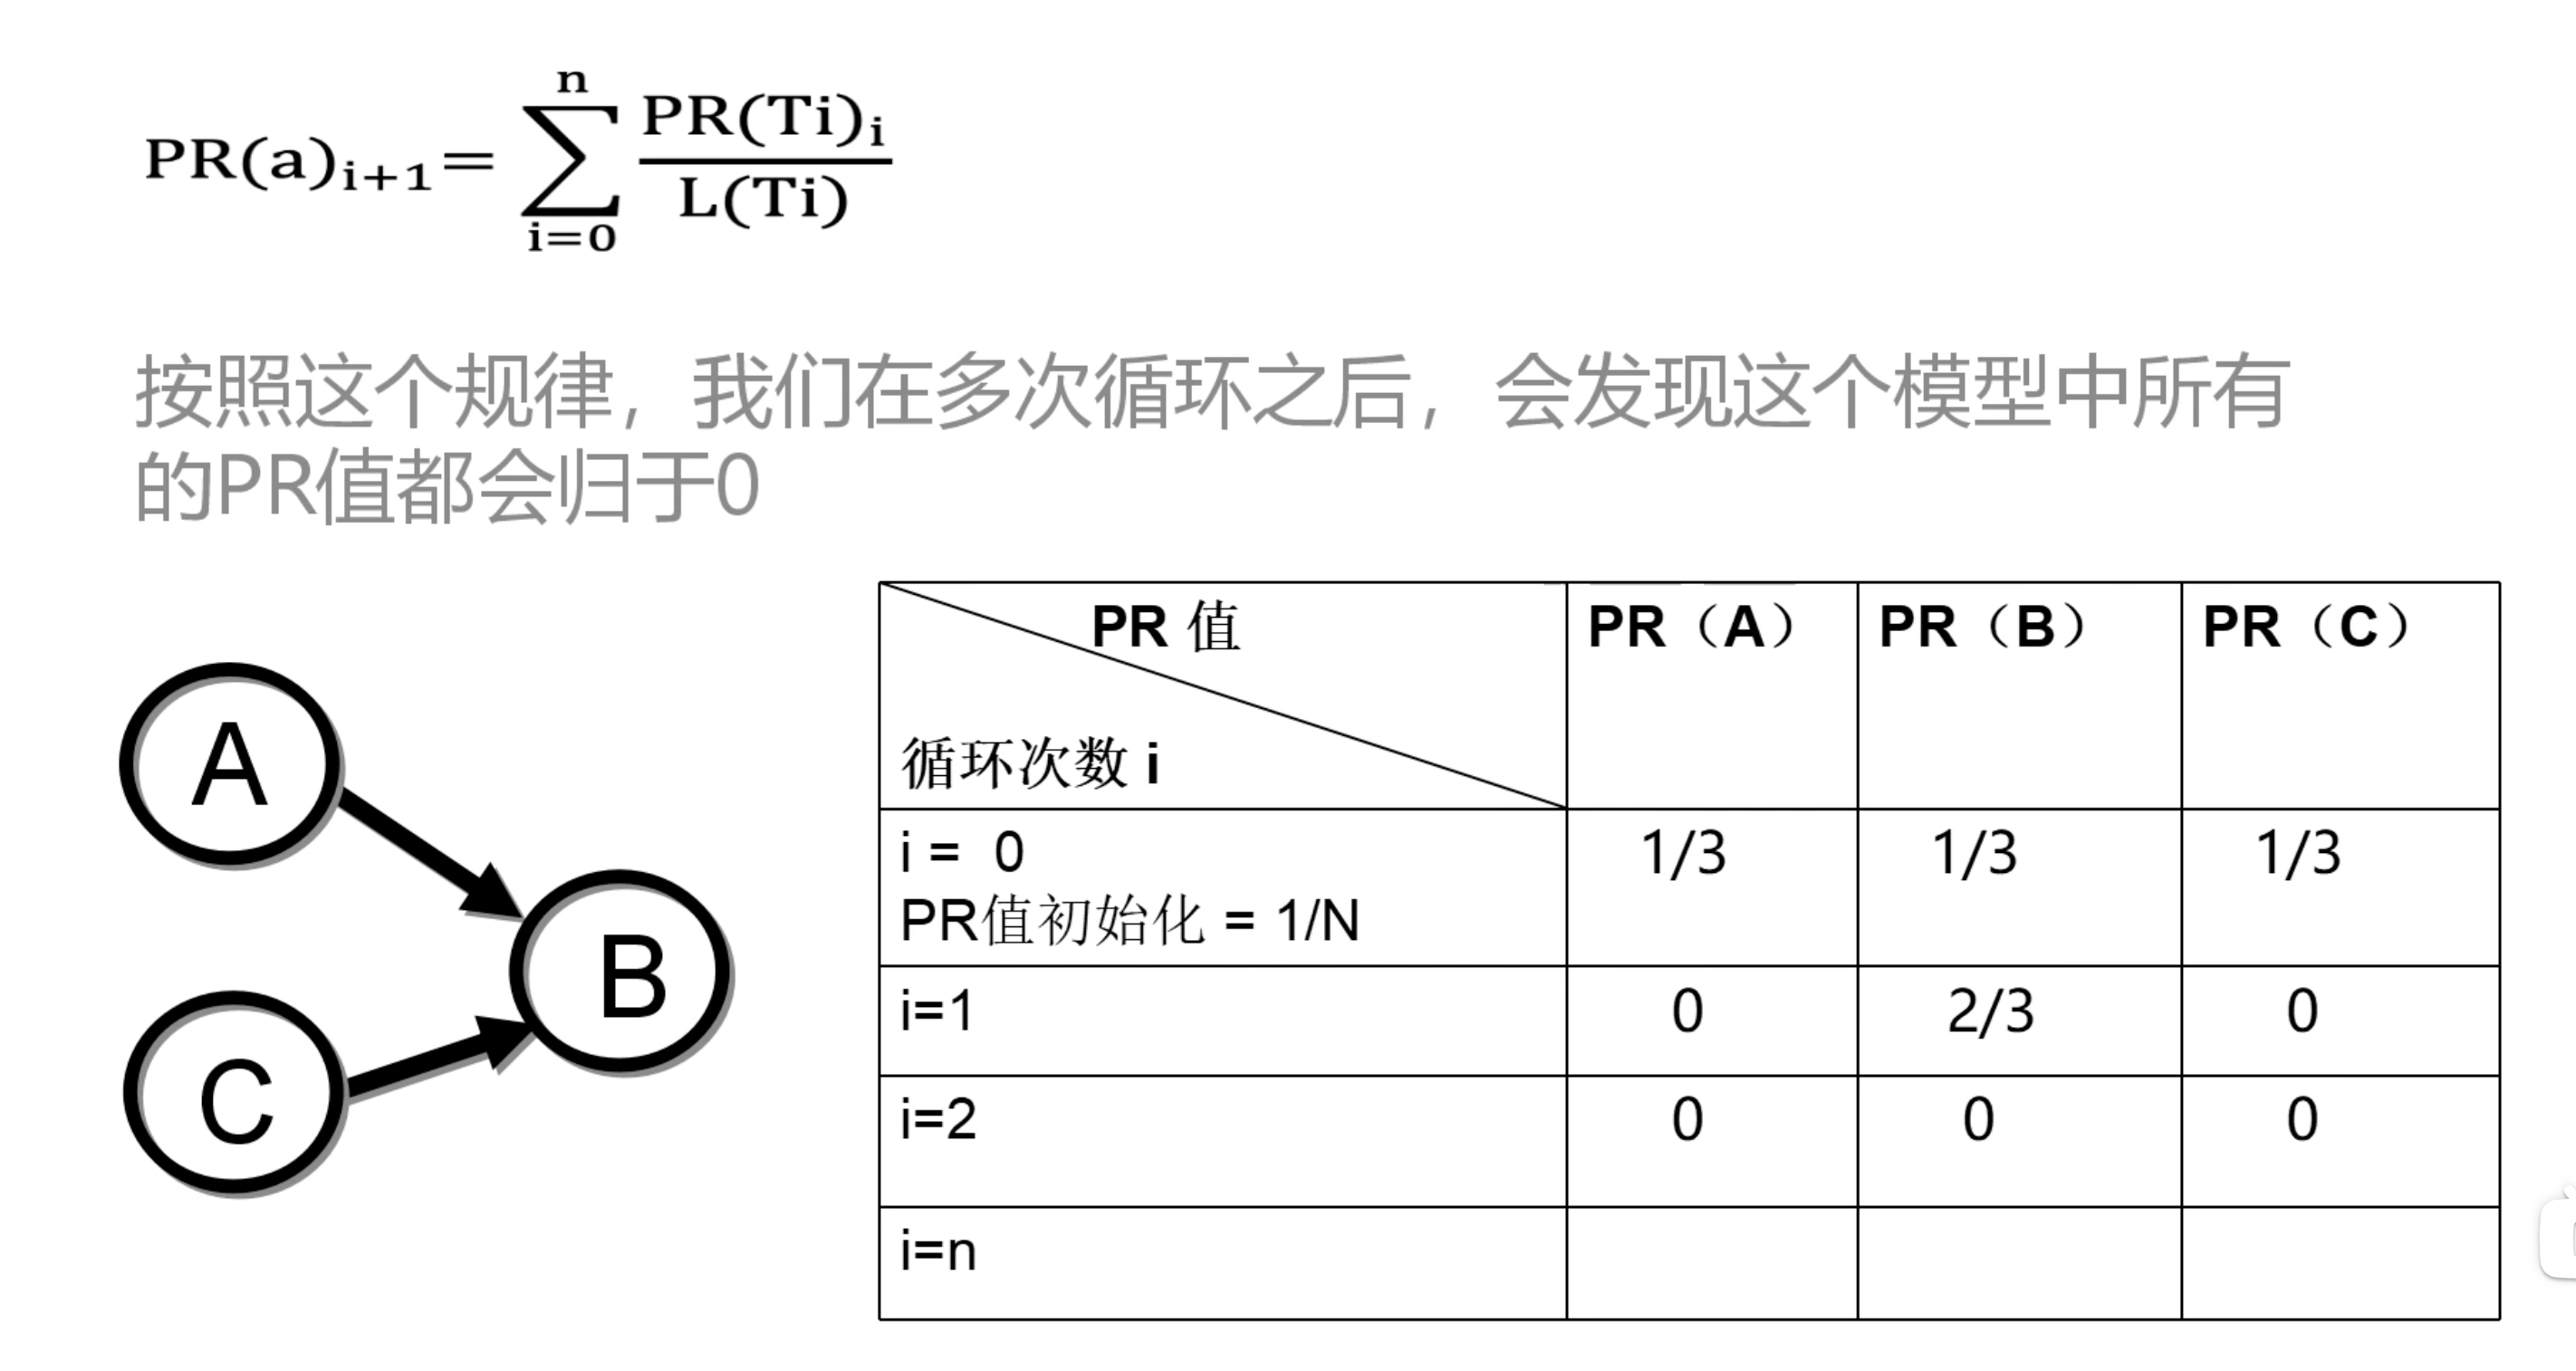 n
PR(a)i+1= ∑ PR(Ti)i
L(Ti)
i=0
按照这个规律，我们在多次循环之后，会发现这个模型中所有
的PR值都会归于0
A
B
C
PR 值 PR（A） PR（B） PR（C）
循环次数 i
i = 0 1/3 1/3 1/3
PR值初始化 = 1/N
i=1 0 2/3 0
i=2 0 0 0
i=n